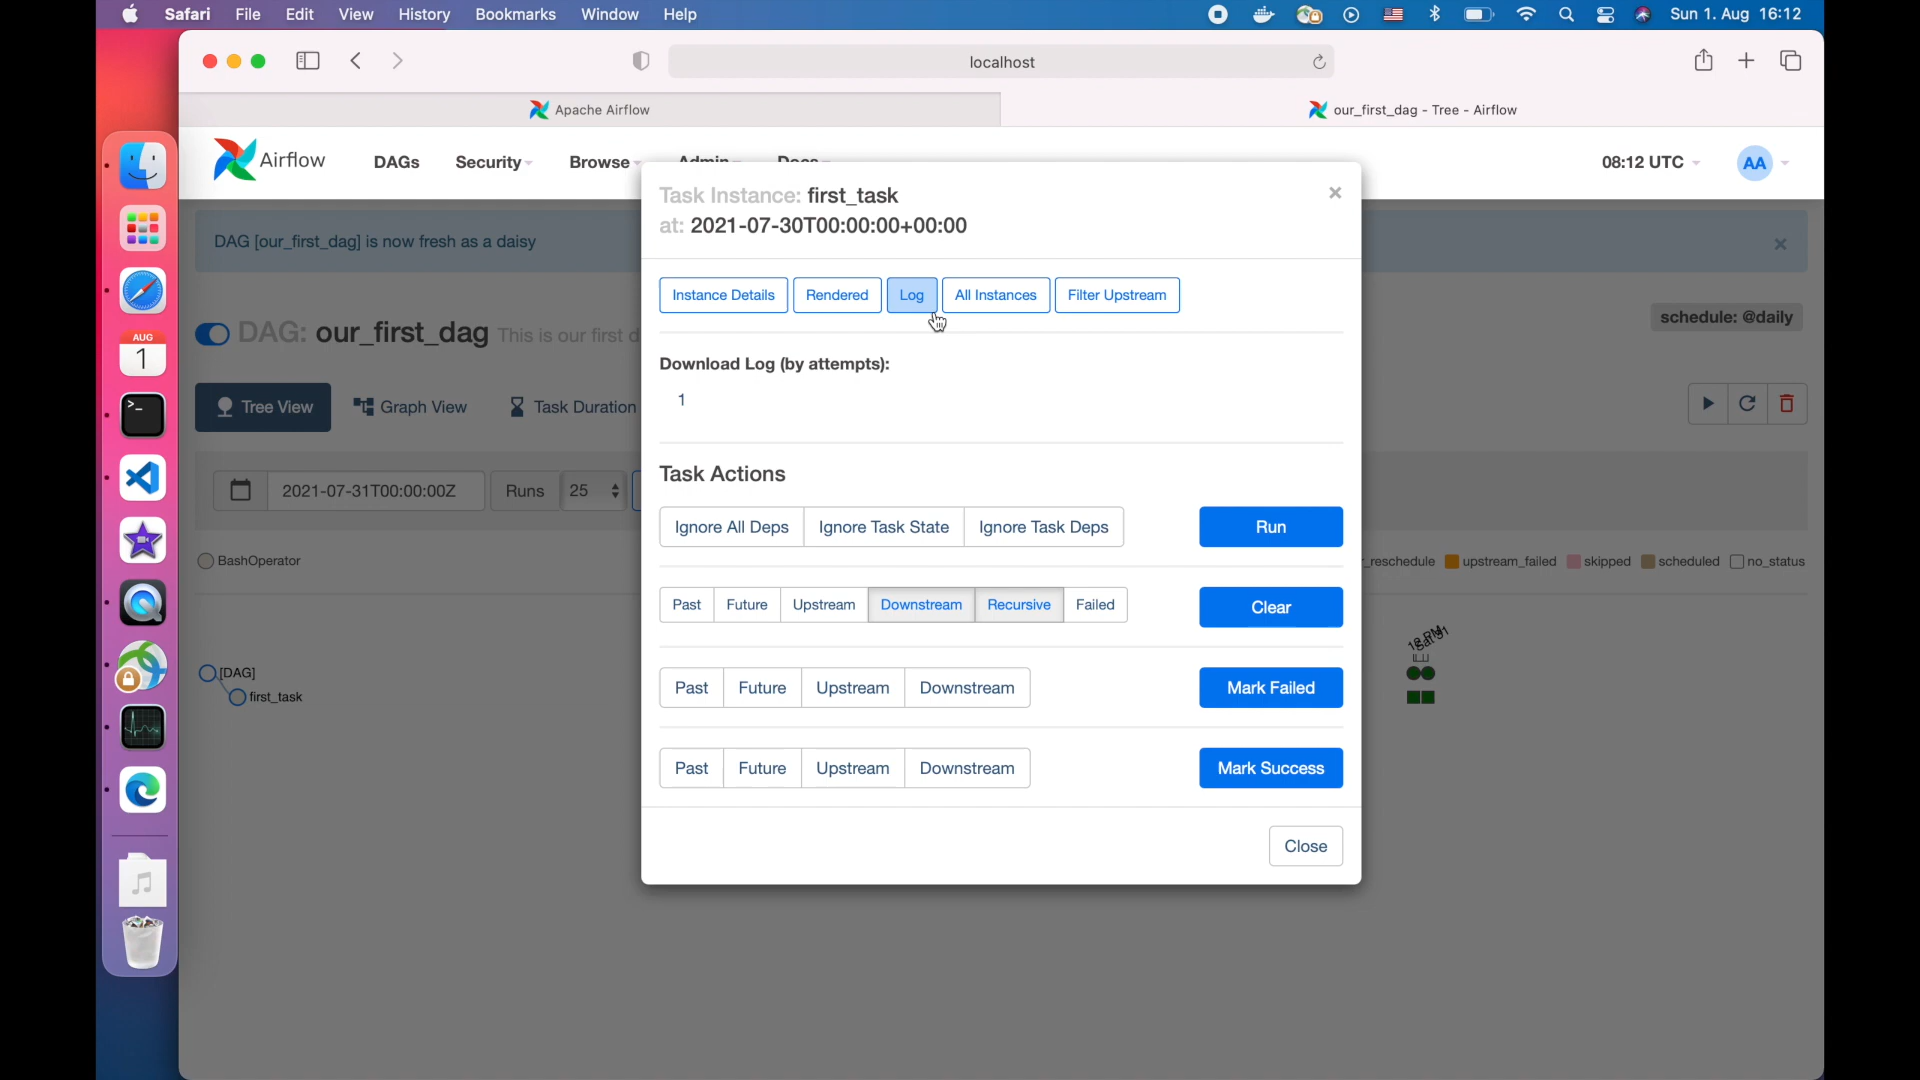 Safari File Edit View History Bookmarks Window Help Sun 1. Aug 16:12
localhost
Apache Airflow our_first_dag - Tree - Airflow
Airflow DAGs Security Browse Admin Docs 08:12 UTC AA
Task Instance: first_task
at: 2021-07-30T00:00:00+00:00
DAG [our_first_dag] is now fresh as a daisy
Instance Details Rendered Log All Instances Filter Upstream
DAG: our_first_dag This is our first d
schedule: @daily
AUG
1
Download Log (by attempts):
1
Tree View Graph View Task Duration
Task Actions
2021-07-31T00:00:00Z Runs 25
Ignore All Deps Ignore Task State Ignore Task Deps Run
BashOperator
_reschedule upstream_failed skipped scheduled no_status
Past Future Upstream Downstream Recursive Failed Clear
[DAG]
first_task
Past Future Upstream Downstream Mark Failed
Past Future Upstream Downstream Mark Success
Close